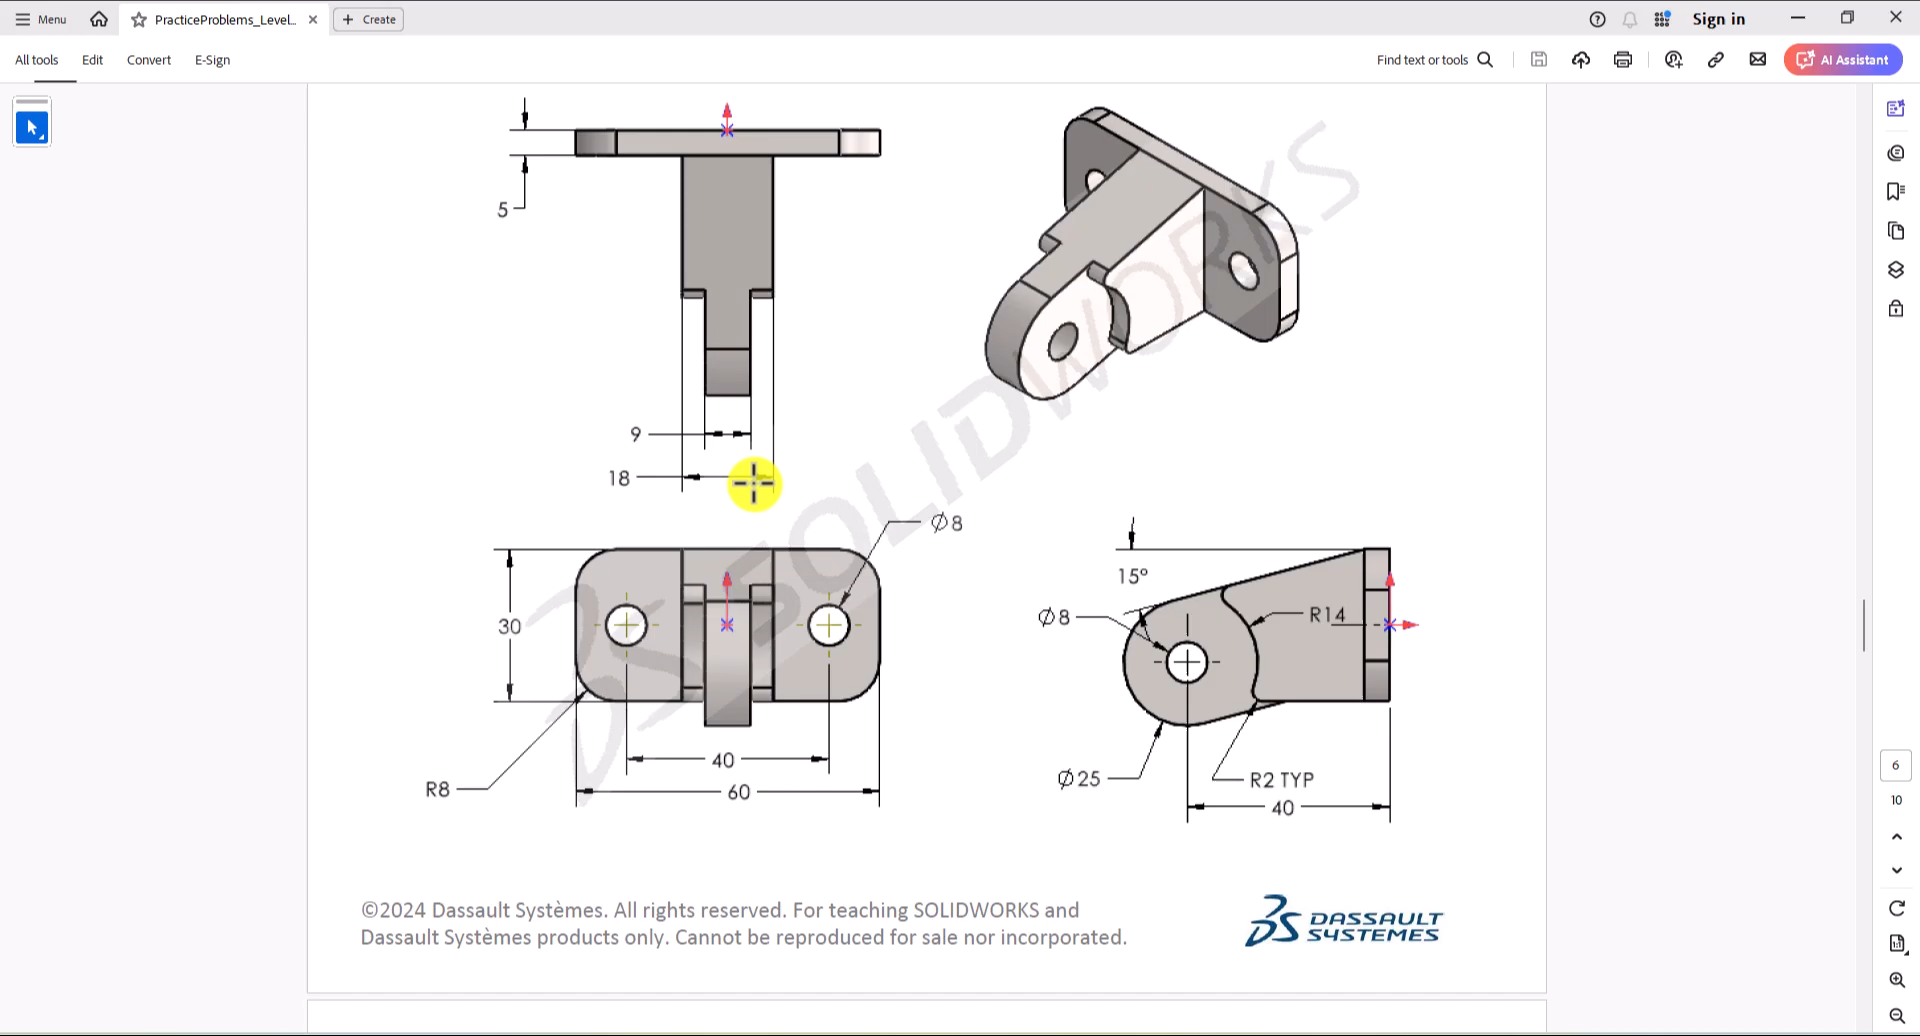 Menu
PracticeProblems_Level...
Create
Sign in
All tools
Edit
Convert
E-Sign
Find text or tools
AI Assistant
5
9
18
SOLIDWORKS
Ø8
30
R8
40
60
15°
Ø8
R14
Ø25
R2 TYP
40
©2024 Dassault Systèmes. All rights reserved. For teaching SOLIDWORKS and
Dassault Systèmes products only. Cannot be reproduced for sale nor incorporated.
DASSAULT
SYSTEMES
6
10